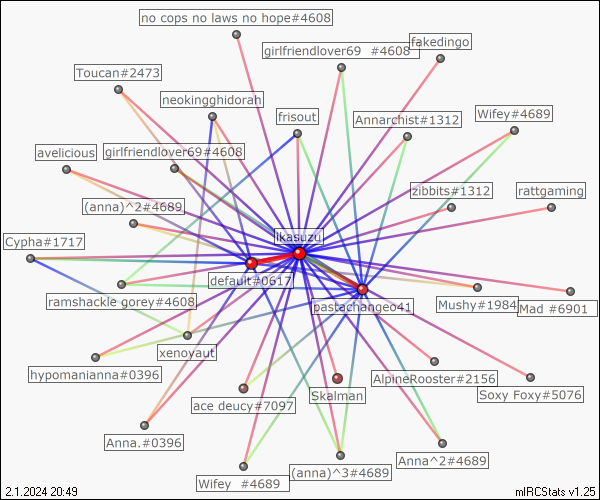 no cops no laws no hope#4608
girlfriendlover69 #4608
fakedingo
Toucan#2473
neokingghidorah
frisout
Annarchist#1312
Wifey#4689
avelicious
girlfriendlover69#4608
zibbits#1312
rattgaming
(anna)^2#4689
Cypha#1717
ikasuzu
default#0617
ramshackle gorey#4608
pastachangeo41
Mushy#1984
Mad #6901
xenoyaut
hypomanianna#0396
AlpineRooster#2156
Soxy Foxy#5076
ace deucy#7097
Skalman
Anna.#0396
Wifey #4689
(anna)^3#4689
Anna^2#4689
2.1.2024 20:49
mIRCStats v1.25